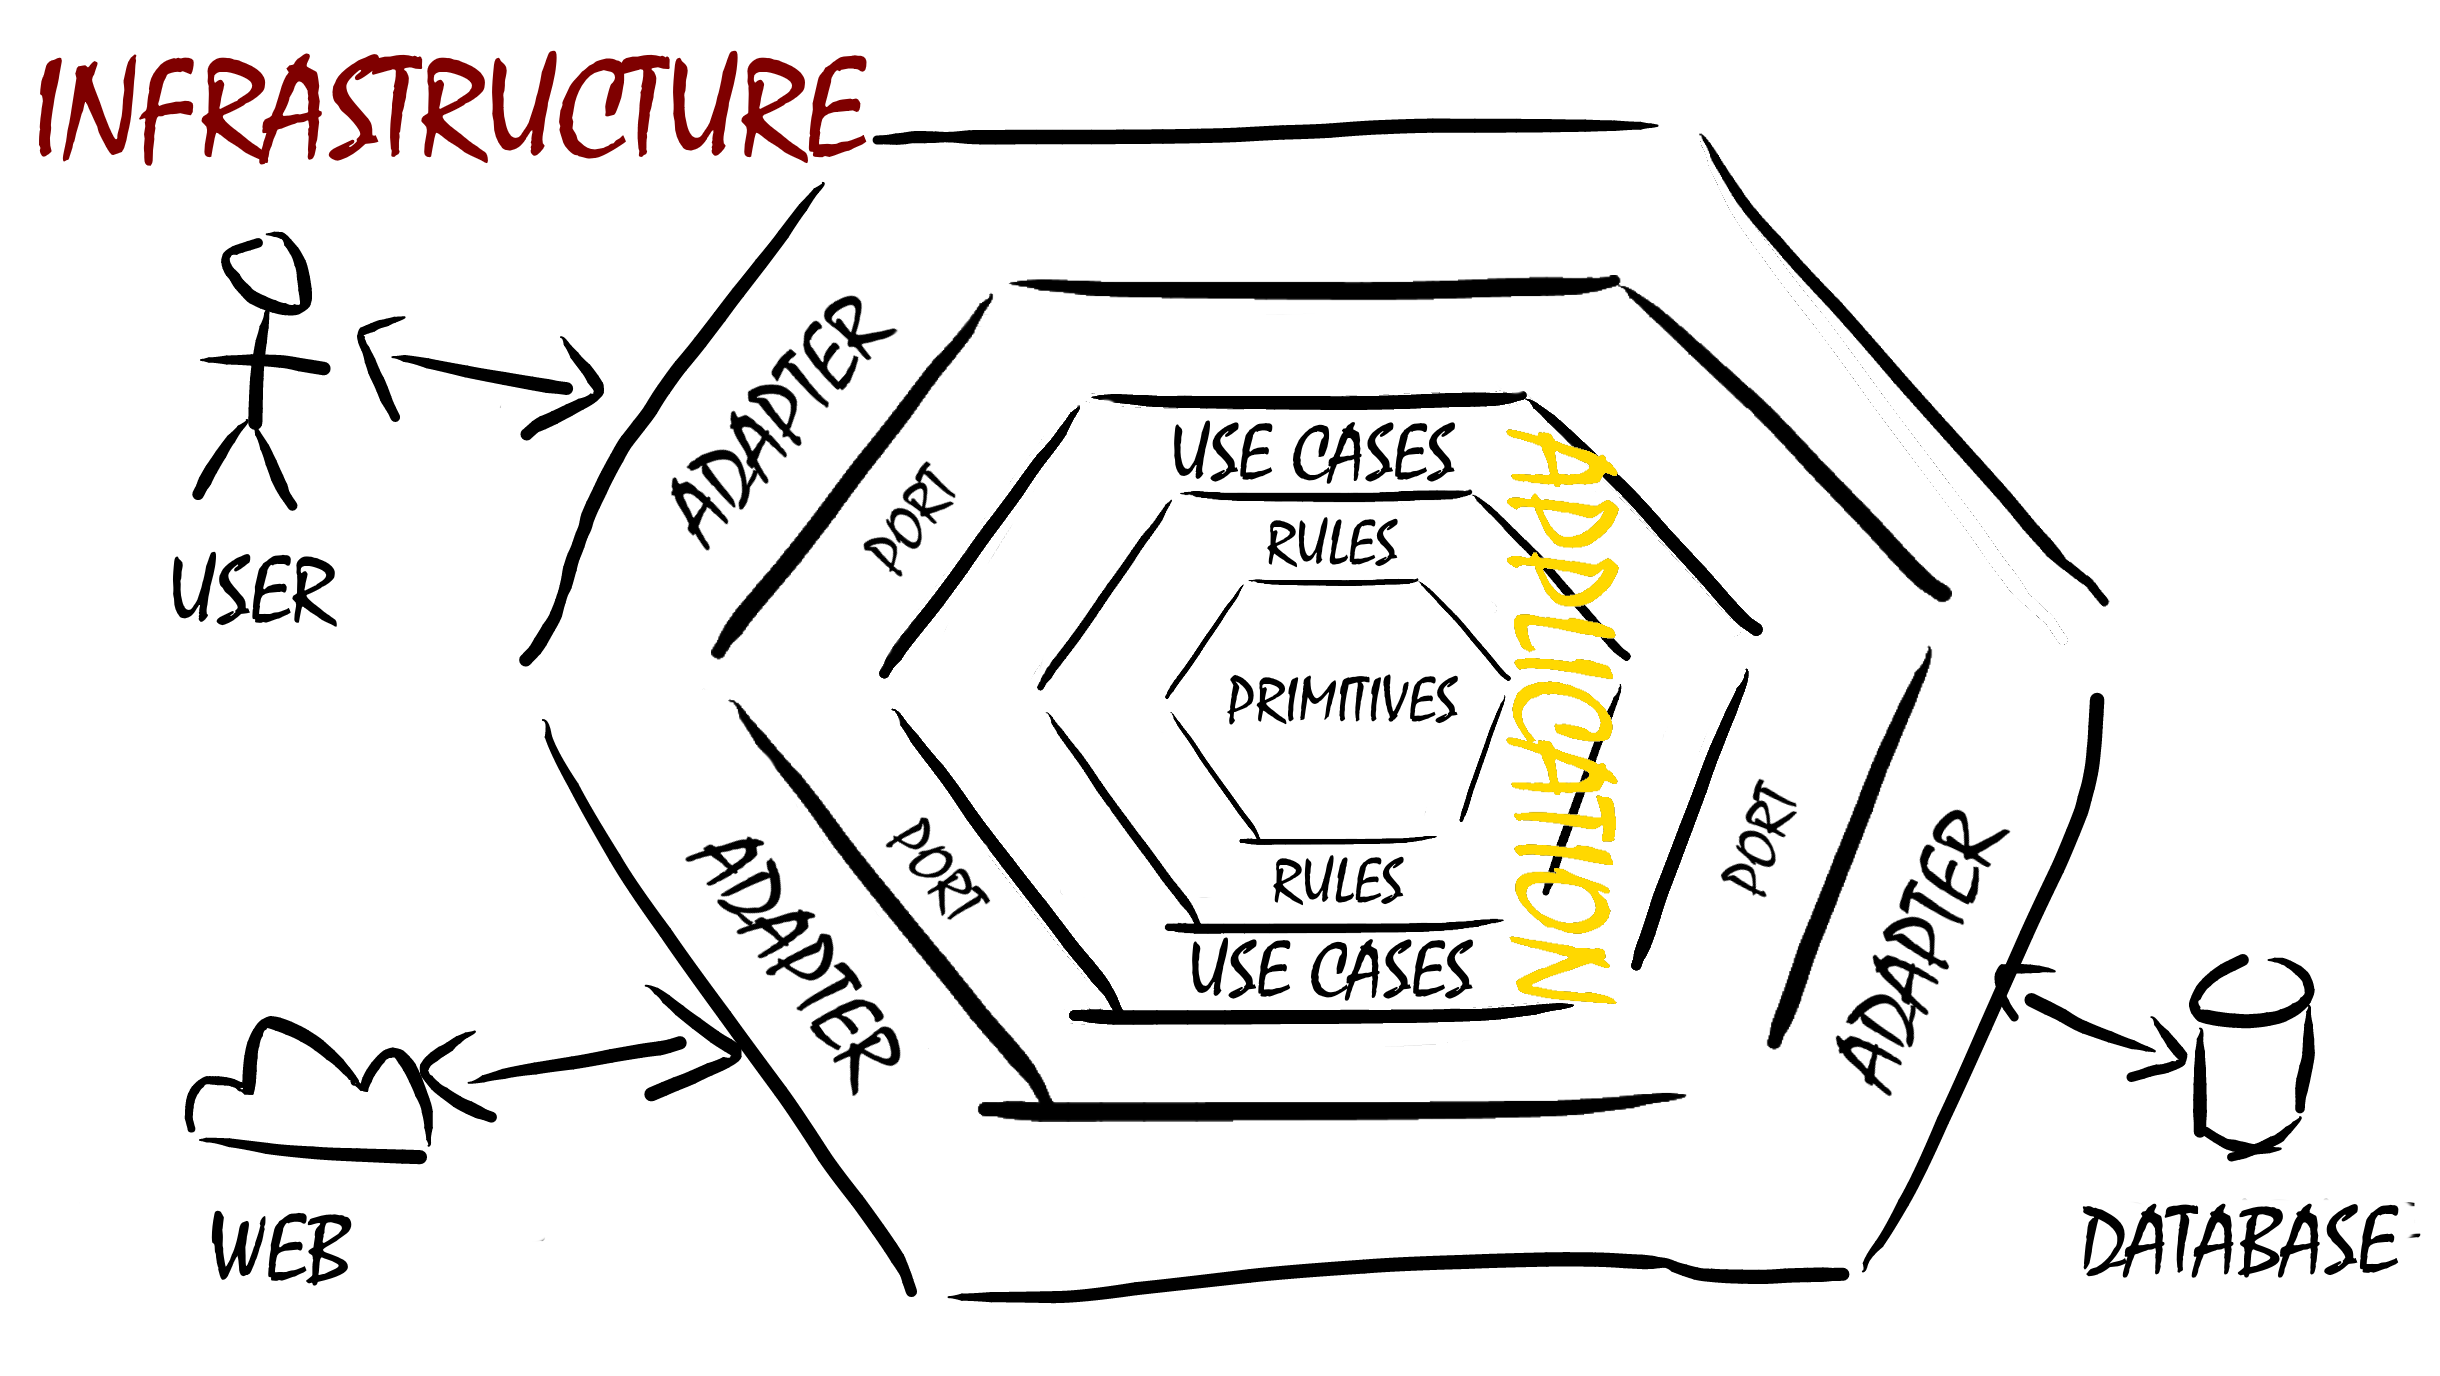 INFRASTRUCTURE
USER
ADAPTER
PORT
USE CASES
RULES
PRIMITIVES
RULES
USE CASES
APPLICATION
PORT
ADAPTER
PORT
ADAPTER
WEB
DATABASE